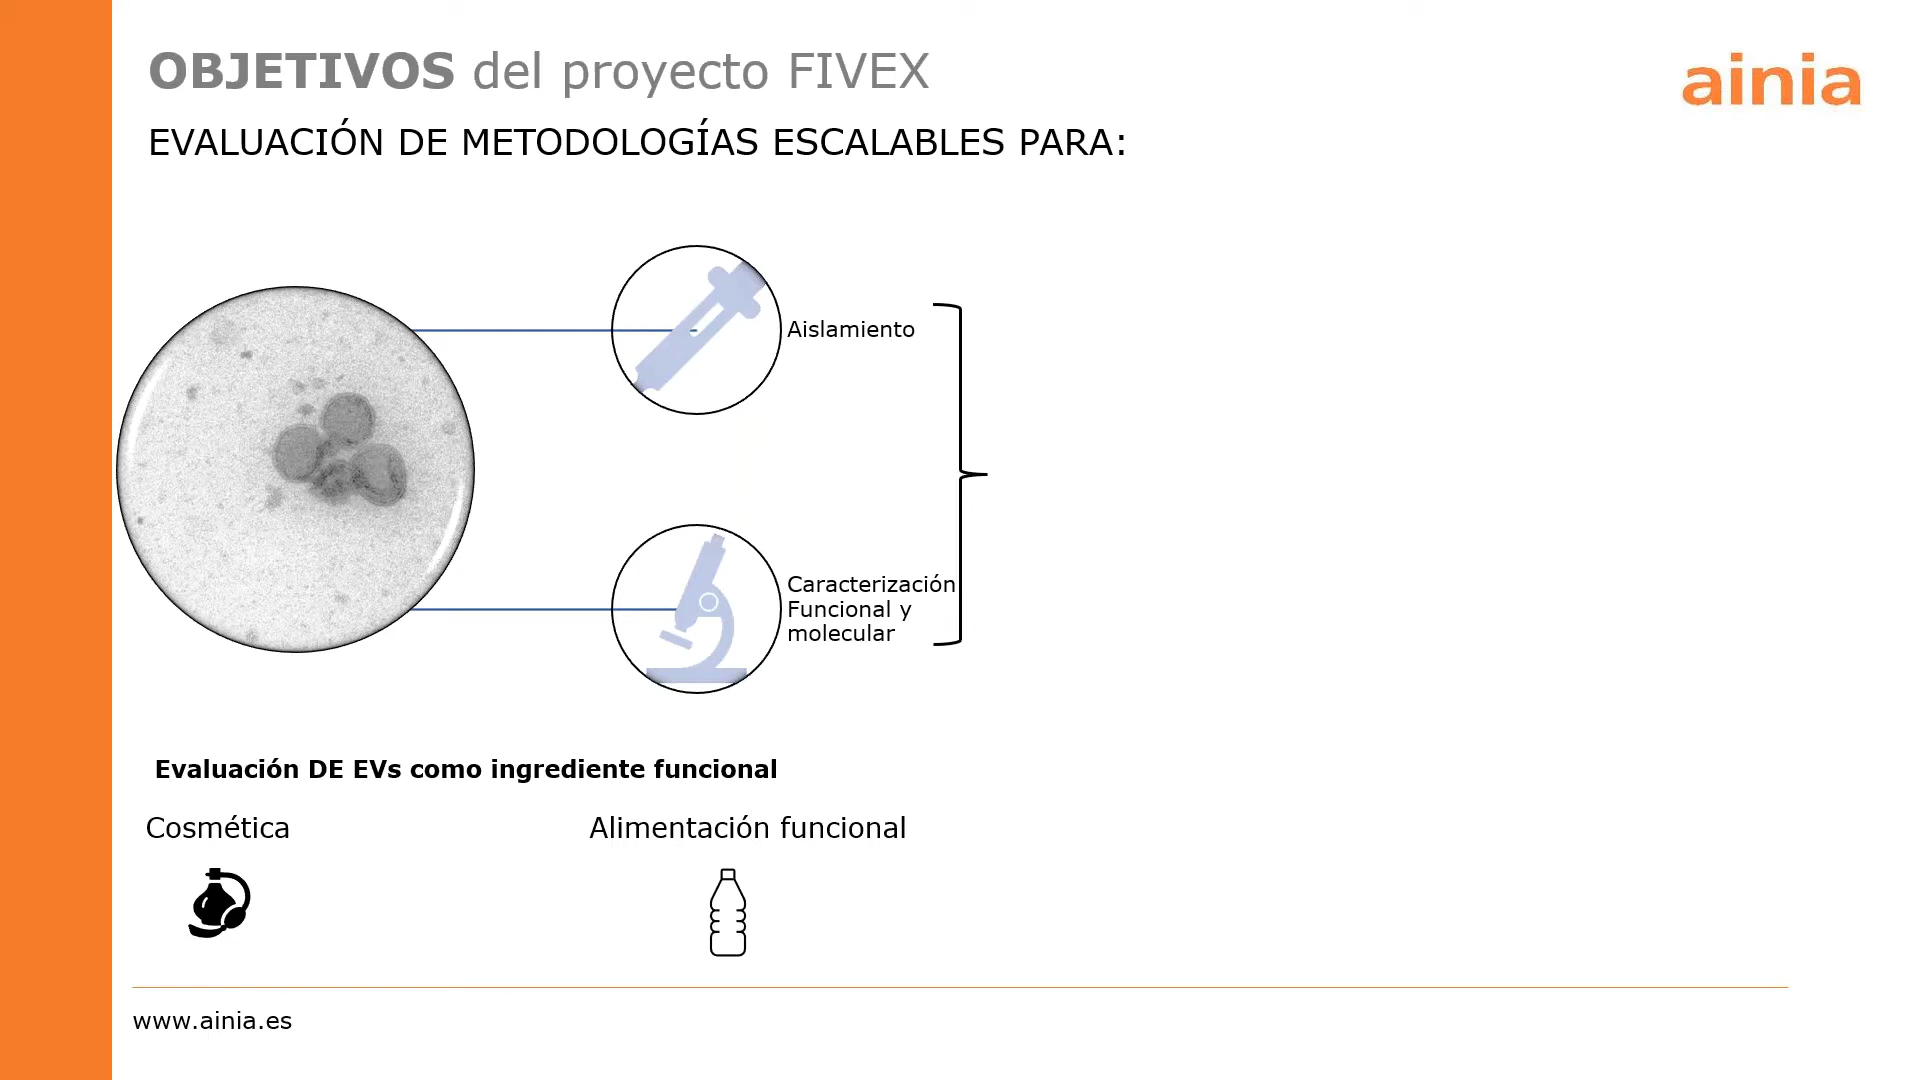 OBJETIVOS del proyecto FIVEX
ainia
EVALUACIÓN DE METODOLOGÍAS ESCALABLES PARA:
Aislamiento
Caracterización
Funcional y
molecular
Evaluación DE EVs como ingrediente funcional
Cosmética
Alimentación funcional
www.ainia.es